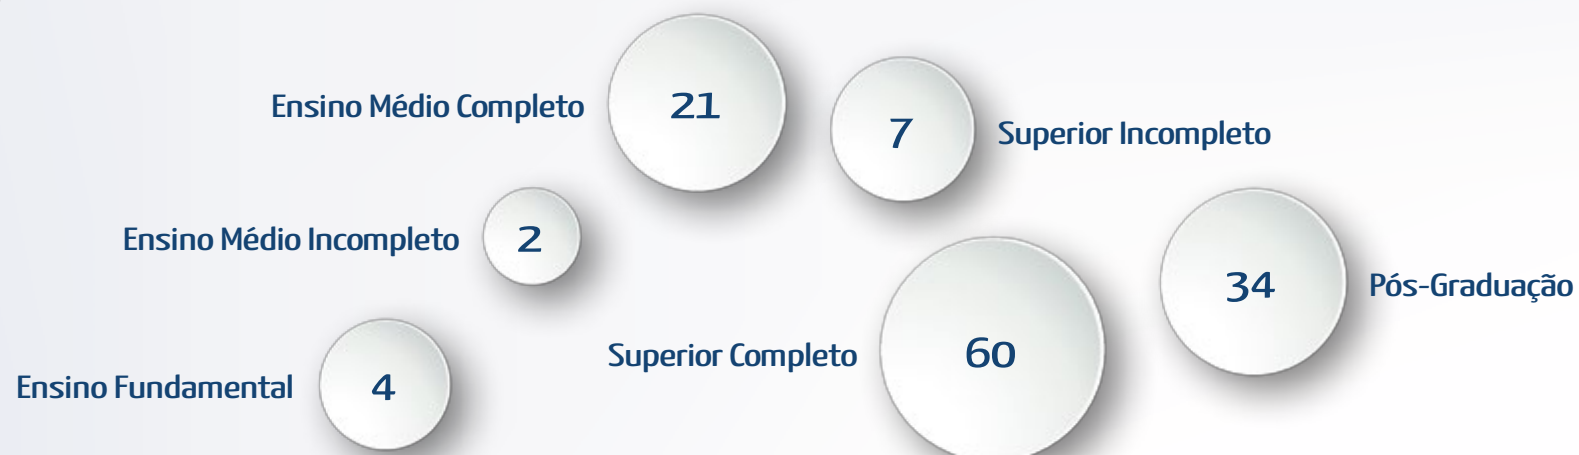 Ensino Médio Completo
21
7
Superior Incompleto
Ensino Médio Incompleto
2
34
Pós-Graduação
Superior Completo
60
Ensino Fundamental
4